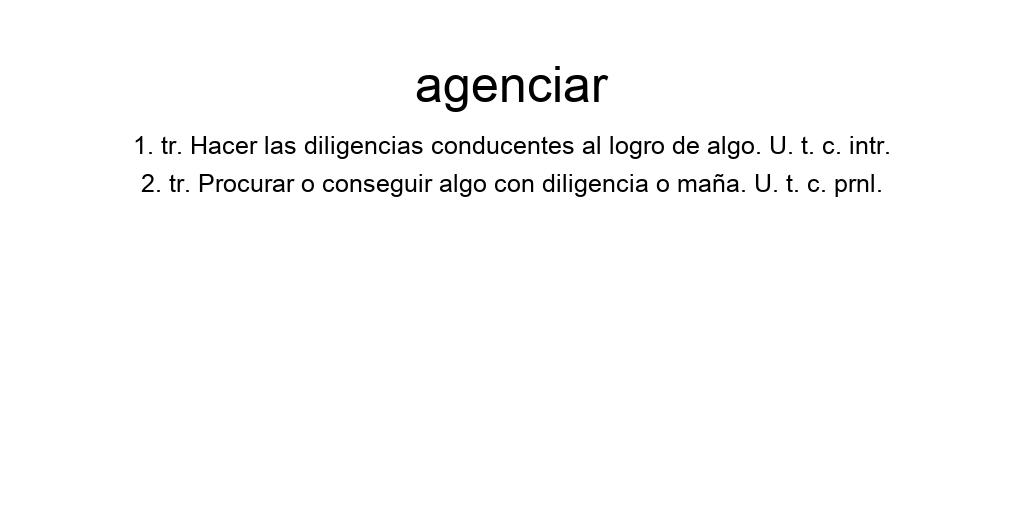 agenciar
1. tr. Hacer las diligencias conducentes al logro de algo. U. t. c. intr.
2. tr. Procurar o conseguir algo con diligencia o maña. U. t. c. prnl.